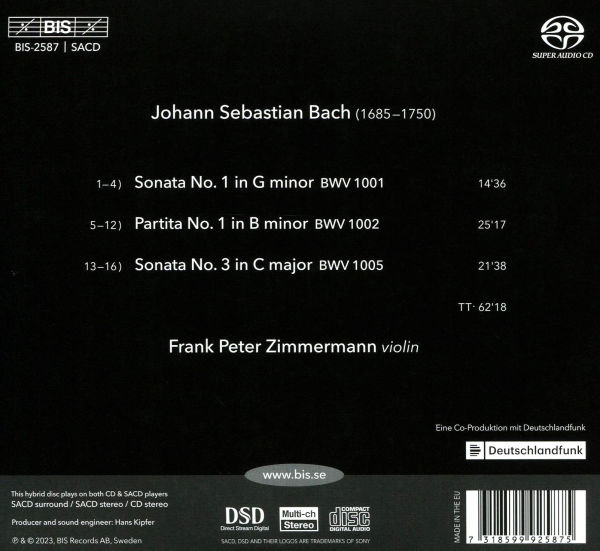 BIS
BIS-2587 | SACD
SUPER AUDIO CD
Johann Sebastian Bach (1685–1750)
1–4) Sonata No. 1 in G minor BWV 1001 14'36
5–12) Partita No. 1 in B minor BWV 1002 25'17
13–16) Sonata No. 3 in C major BWV 1005 21'38
TT· 62'18
Frank Peter Zimmermann violin
Eine Co-Produktion mit Deutschlandfunk
Deutschlandfunk
www.bis.se
This hybrid disc plays on both CD & SACD players
SACD surround / SACD stereo / CD stereo
Producer and sound engineer: Hans Kipfer
℗ & © 2023, BIS Records AB, Sweden
DSD
Direct Stream Digital
Multi-ch
Stereo
COMPACT
disc
DIGITAL AUDIO
SACD, DSD AND THEIR LOGOS ARE TRADEMARKS OF SONY
MADE IN THE EU
7 318599 925875